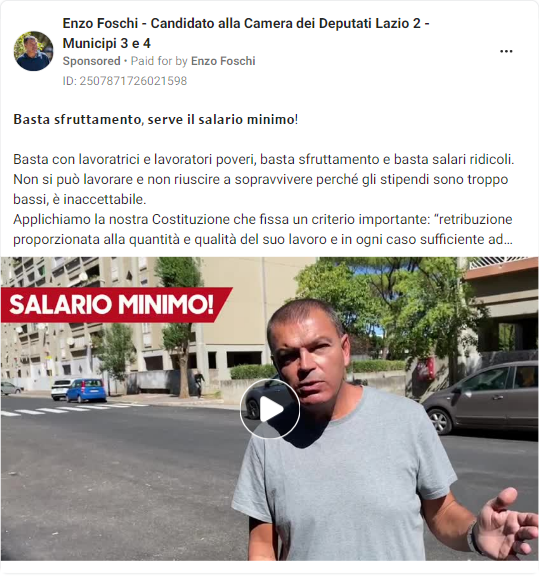 Enzo Foschi - Candidato alla Camera dei Deputati Lazio 2 -
Municipi 3 e 4
Sponsored • Paid for by Enzo Foschi
ID: 2507871726021598
Basta sfruttamento, serve il salario minimo!
Basta con lavoratrici e lavoratori poveri, basta sfruttamento e basta salari ridicoli.
Non si può lavorare e non riuscire a sopravvivere perché gli stipendi sono troppo
bassi, è inaccettabile.
Applichiamo la nostra Costituzione che fissa un criterio importante: “retribuzione
proporzionata alla quantità e qualità del suo lavoro e in ogni caso sufficiente ad...
SALARIO MINIMO!